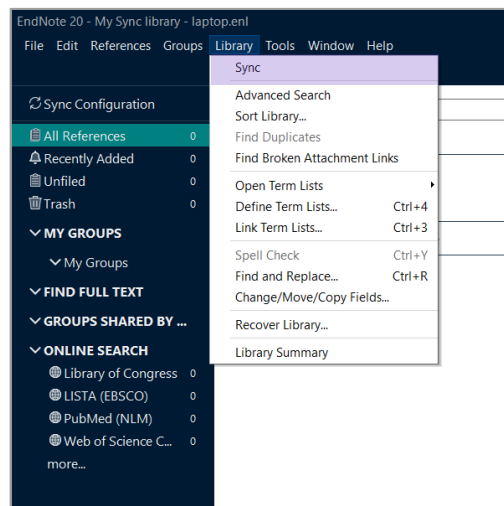 EndNote 20 - My Sync library - laptop.enl
File Edit References Groups Library Tools Window Help
Sync
Advanced Search
Sort Library...
Find Duplicates
Find Broken Attachment Links
Open Term Lists
Define Term Lists... Ctrl+4
Link Term Lists... Ctrl+3
Spell Check Ctrl+Y
Find and Replace... Ctrl+R
Change/Move/Copy Fields...
Recover Library...
Library Summary
Sync Configuration
All References 0
Recently Added 0
Unfiled 0
Trash 0
MY GROUPS
My Groups
FIND FULL TEXT
GROUPS SHARED BY ...
ONLINE SEARCH
Library of Congress 0
LISTA (EBSCO) 0
PubMed (NLM) 0
Web of Science C... 0
more...